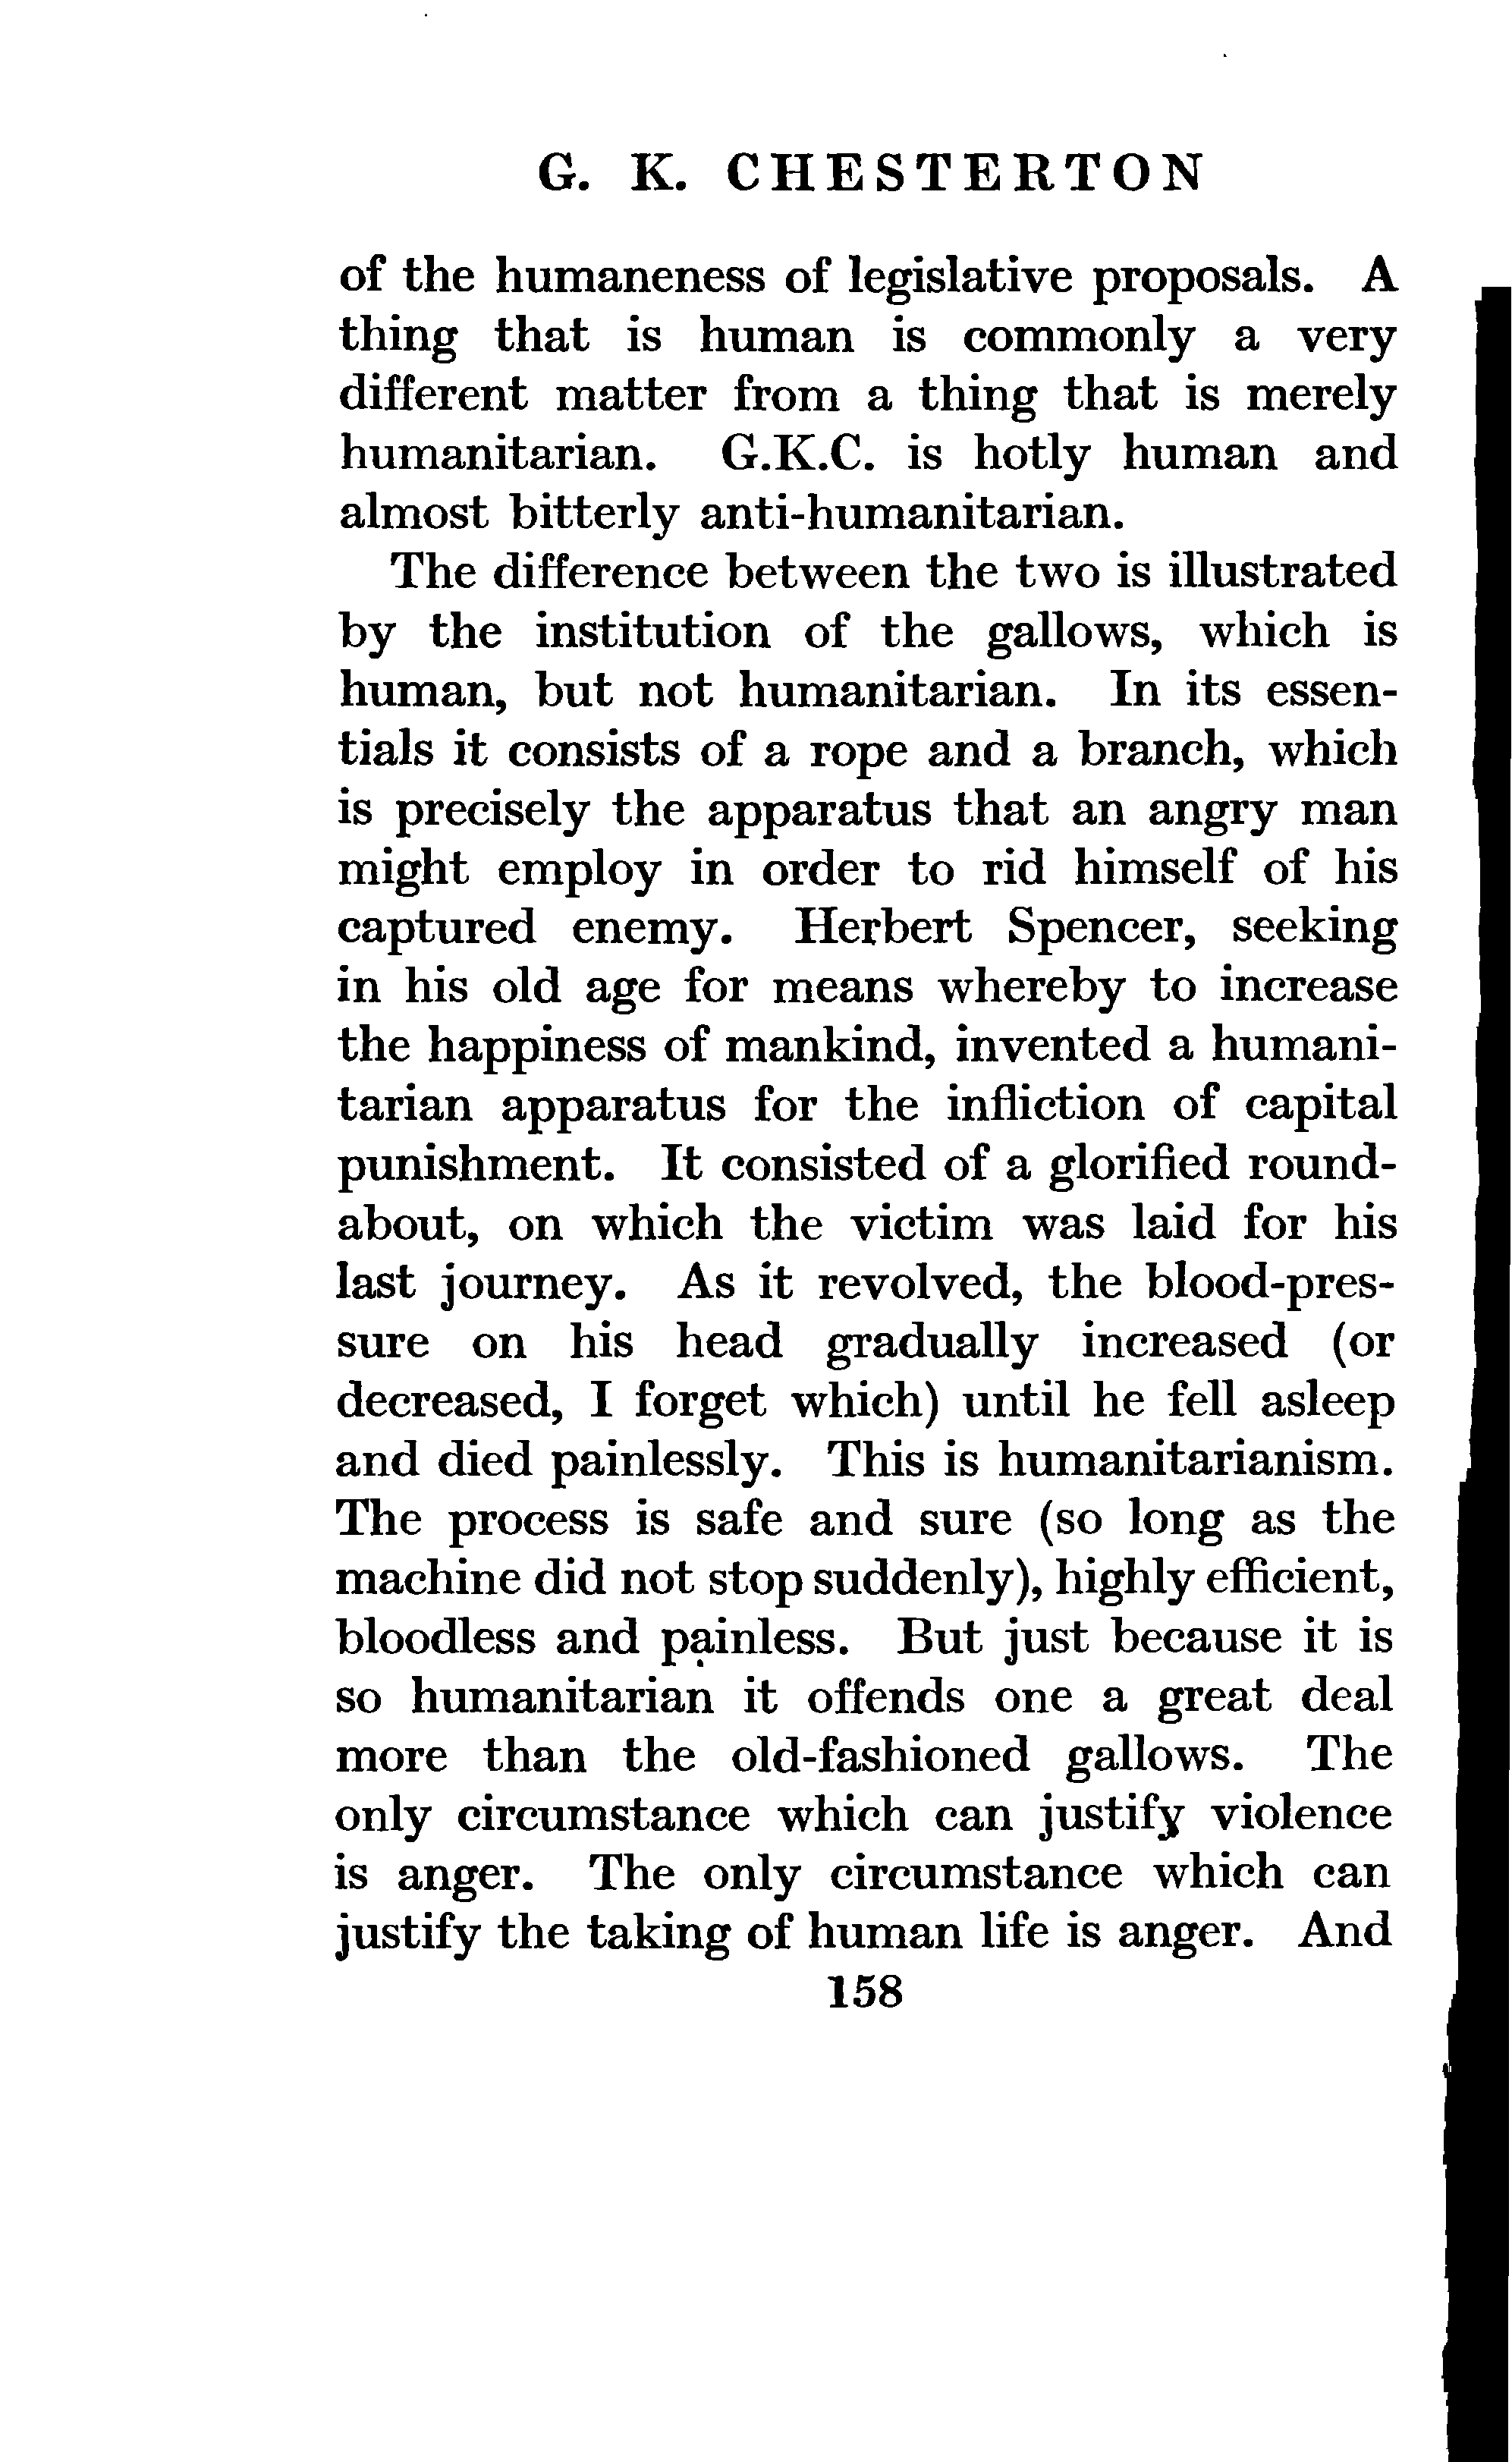 G. K. CHESTERTON
of the humaneness of legislative proposals. A
thing that is human is commonly a very
different matter from a thing that is merely
humanitarian. G.K.C. is hotly human and
almost bitterly anti-humanitarian.
The difference between the two is illustrated
by the institution of the gallows, which is
human, but not humanitarian. In its essen-
tials it consists of a rope and a branch, which
is precisely the apparatus that an angry man
might employ in order to rid himself of his
captured enemy. Herbert Spencer, seeking
in his old age for means whereby to increase
the happiness of mankind, invented a humani-
tarian apparatus for the infliction of capital
punishment. It consisted of a glorified round-
about, on which the victim was laid for his
last journey. As it revolved, the blood-pres-
sure on his head gradually increased (or
decreased, I forget which) until he fell asleep
and died painlessly. This is humanitarianism.
The process is safe and sure (so long as the
machine did not stop suddenly), highly efficient,
bloodless and painless. But just because it is
so humanitarian it offends one a great deal
more than the old-fashioned gallows. The
only circumstance which can justify violence
is anger. The only circumstance which can
justify the taking of human life is anger. And
158